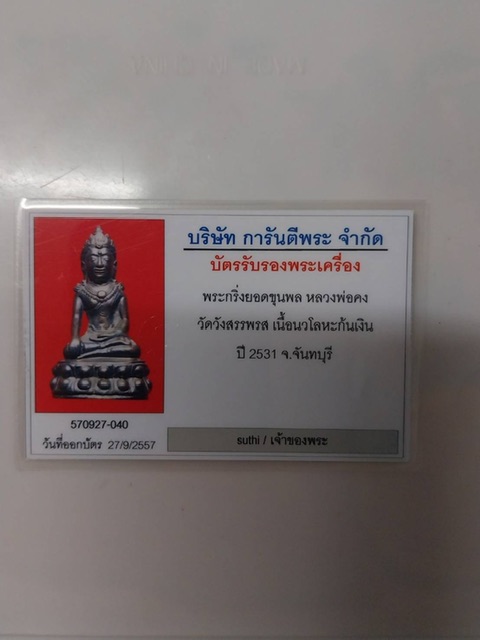 บริษัท การันตีพระ จำกัด
บัตรรับรองพระเครื่อง
พระกริ่งยอดขุนพล หลวงพ่อคง
วัดวังสรรพรส เนื้อนวโลหะก้นเงิน
ปี 2531 จ.จันทบุรี
570927-040
วันที่ออกบัตร 27/9/2557
suthi / เจ้าของพระ